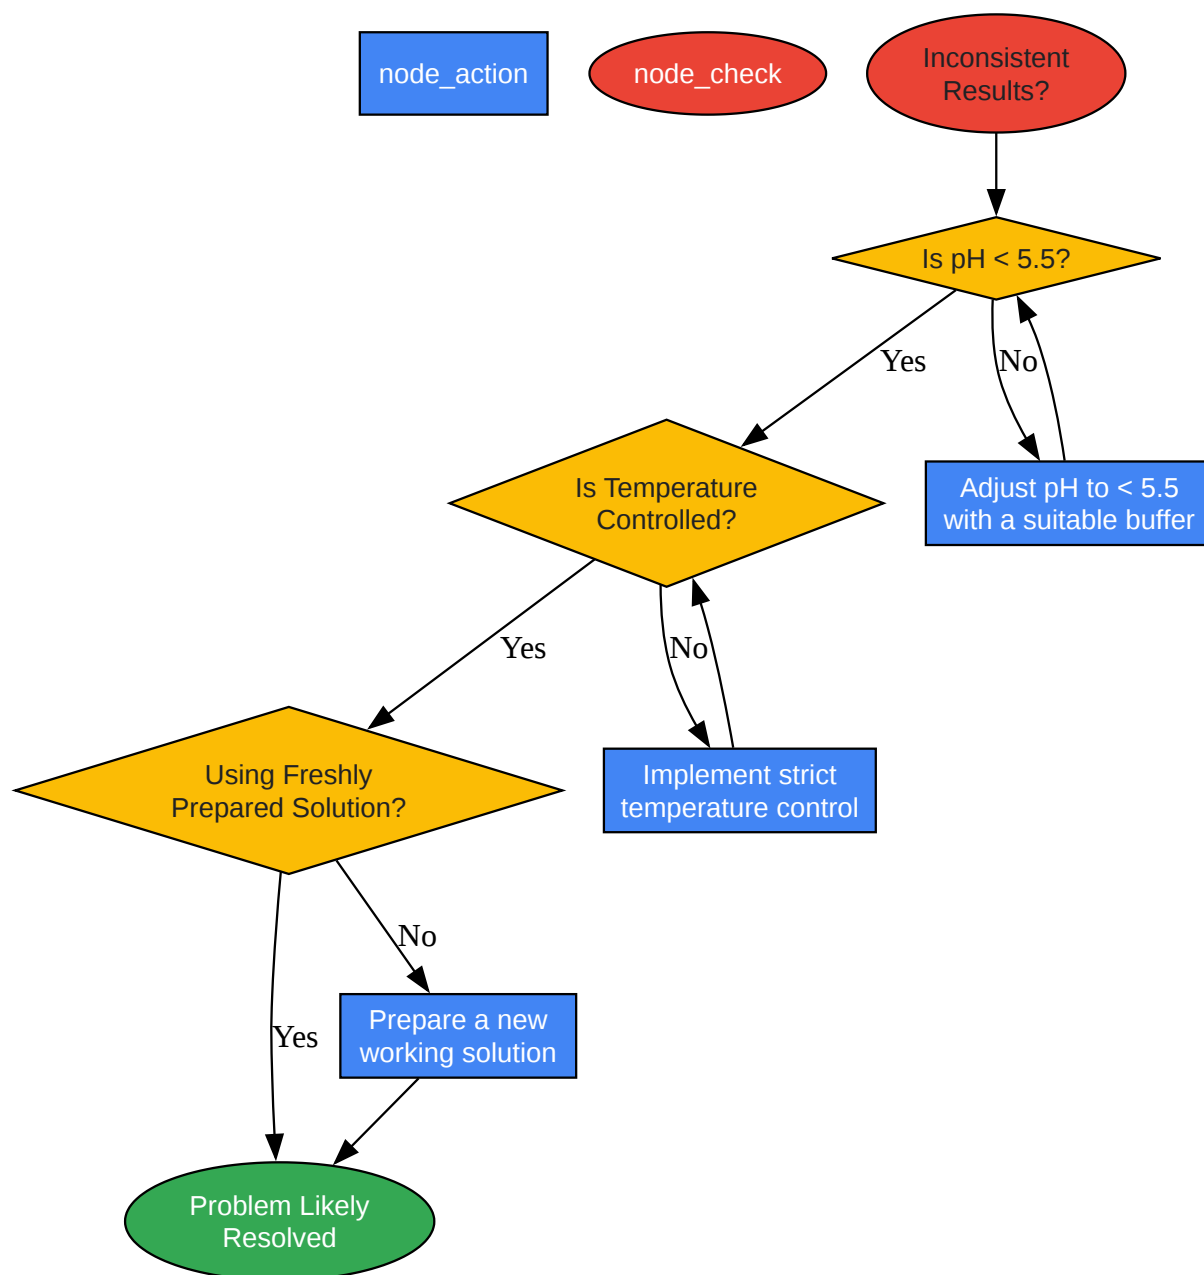 node_action
node_check
Inconsistent
Results?
Is pH < 5.5?
Yes
No
Is Temperature
Controlled?
Adjust pH to < 5.5
with a suitable buffer
Yes
No
Using Freshly
Prepared Solution?
Implement strict
temperature control
No
Yes
Prepare a new
working solution
Problem Likely
Resolved